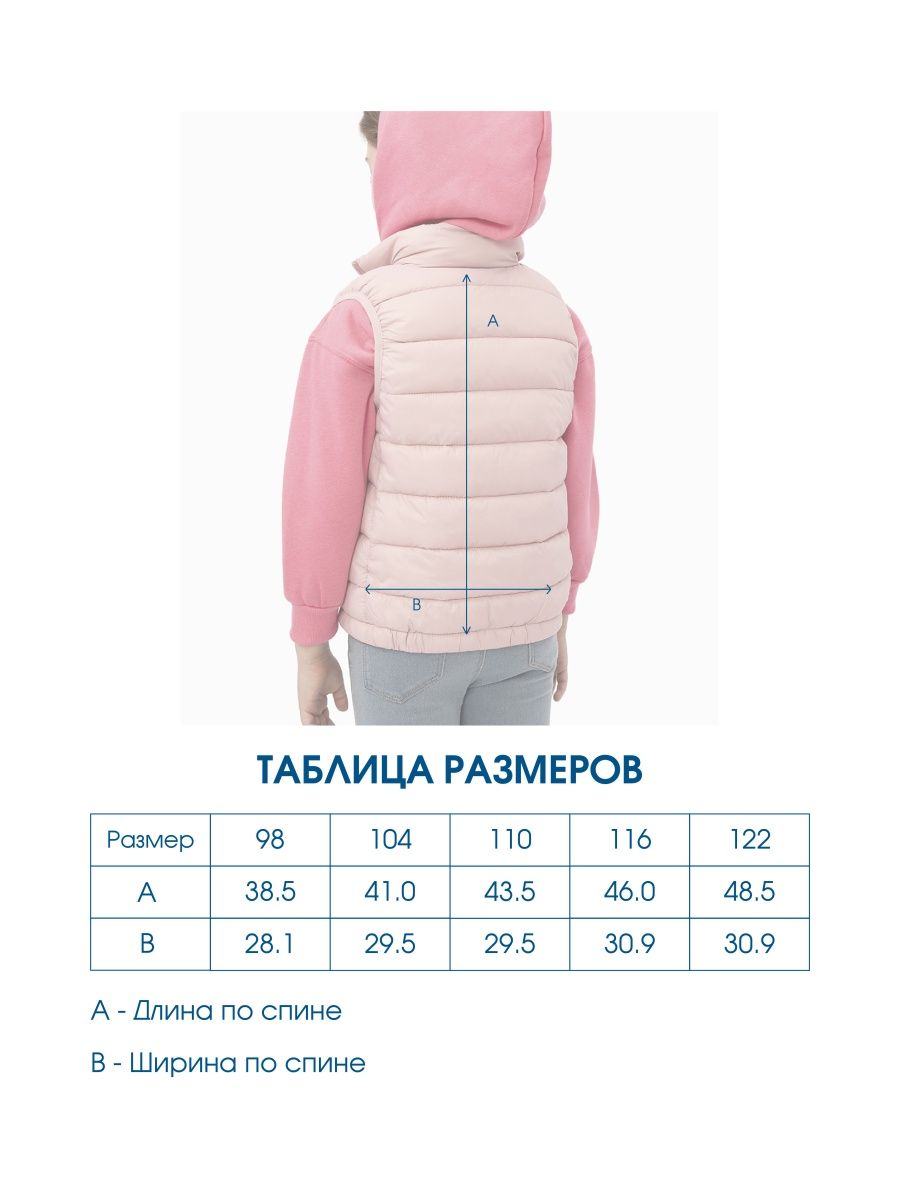 A
B
ТАБЛИЦА РАЗМЕРОВ
Размер 98 104 110 116 122
A 38.5 41.0 43.5 46.0 48.5
B 28.1 29.5 29.5 30.9 30.9
A - Длина по спине
B - Ширина по спине